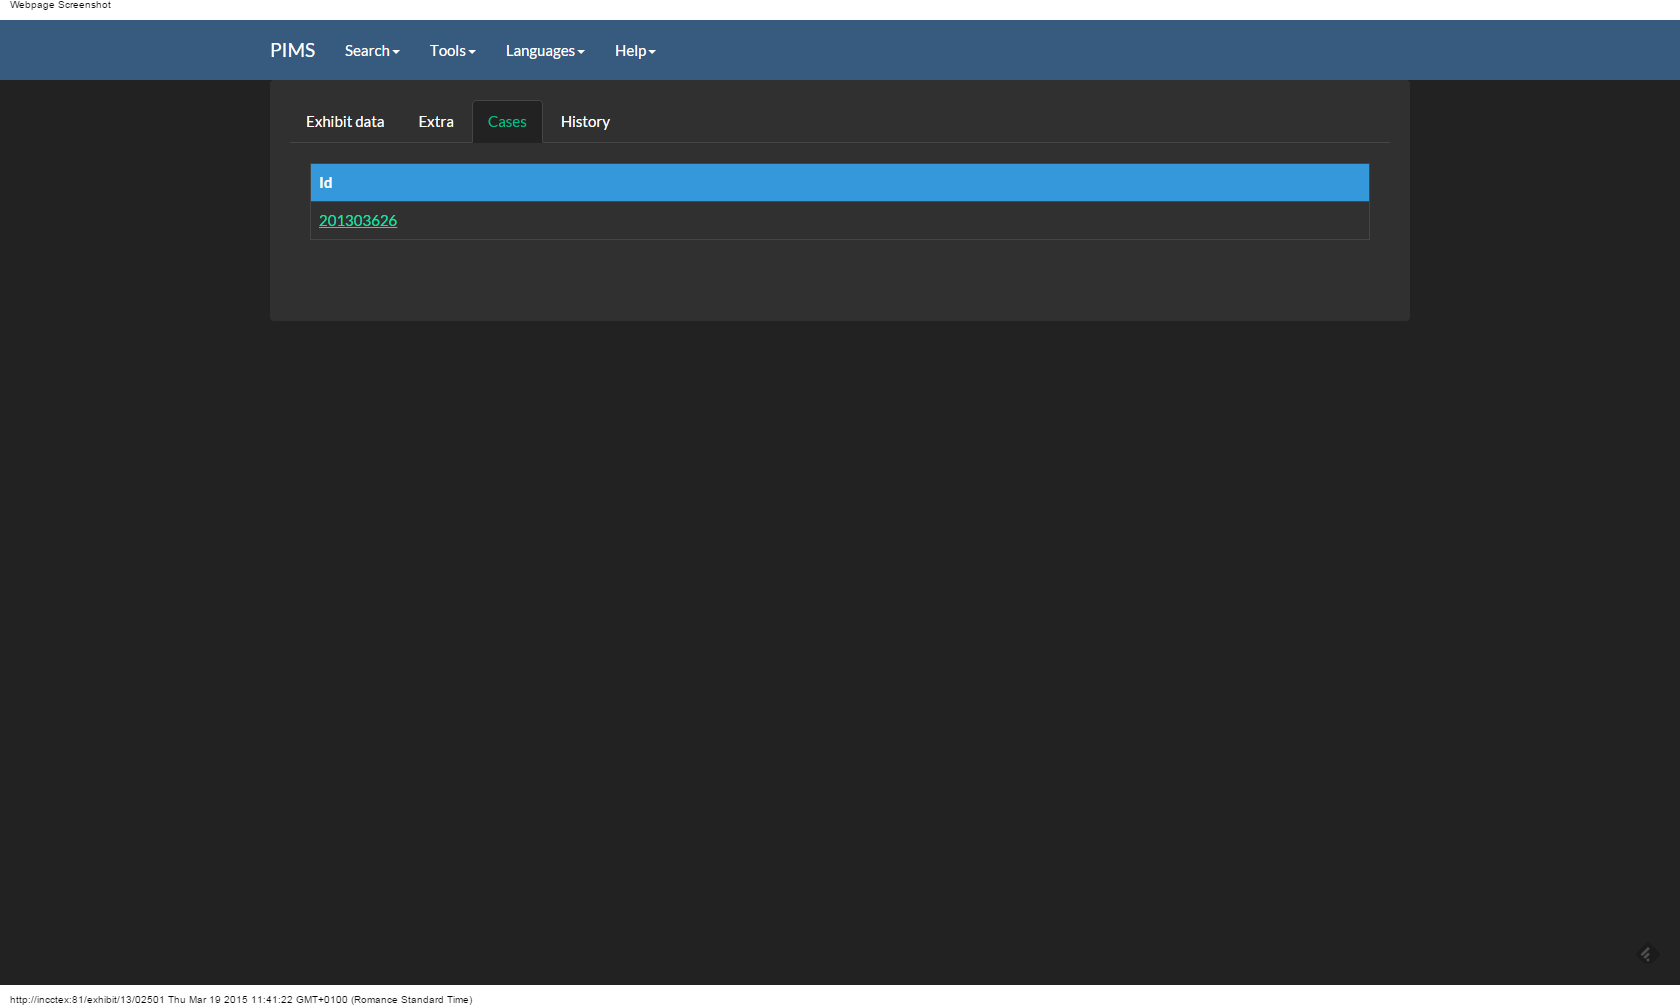 Webpage Screenshot
PIMS Search Tools Languages Help
Exhibit data Extra Cases History
Id
201303626
http://incctex:81/exhibit/13/02501 Thu Mar 19 2015 11:41:22 GMT+0100 (Romance Standard Time)